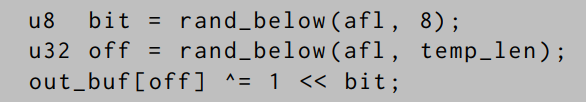 u8  bit = rand_below(afl, 8);
u32 off = rand_below(afl, temp_len);
out_buf[off] ^= 1 << bit;